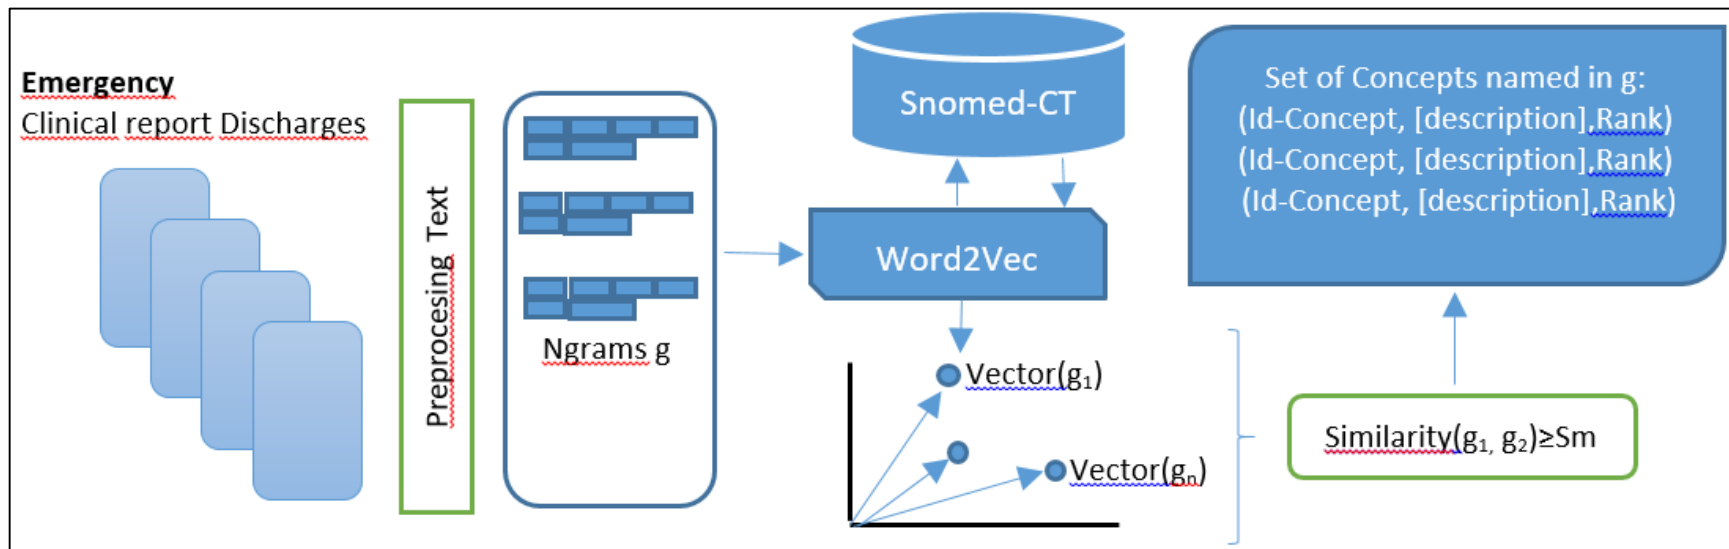 Emergency
Clinical report Discharges
Preprocesing Text
Ngrams g
Snomed-CT
Word2Vec
Vector(g₁)
Vector(gₙ)
Similarity(g₁, g₂)≥Sm
Set of Concepts named in g:
(Id-Concept, [description],Rank)
(Id-Concept, [description],Rank)
(Id-Concept, [description],Rank)